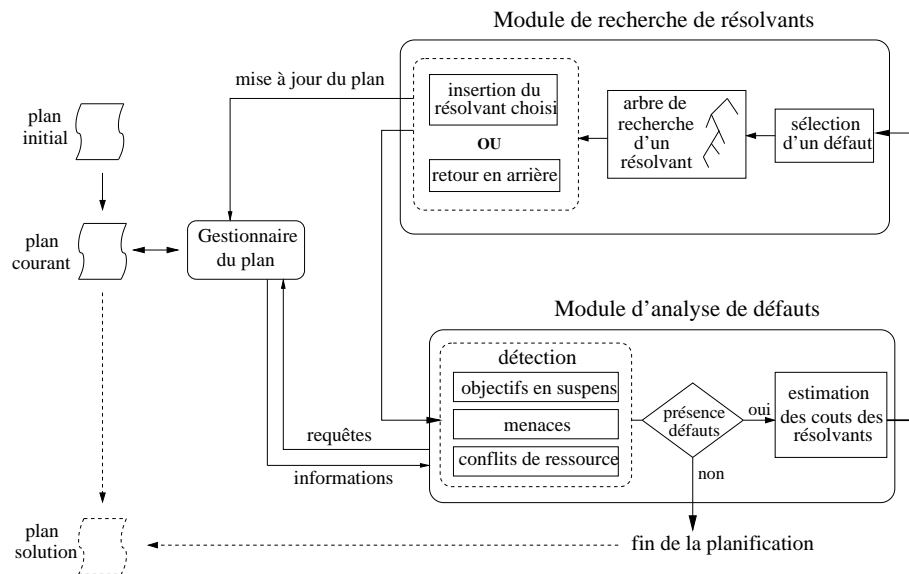 Module de recherche de résolvants
mise à jour du plan
insertion du
résolvant choisi
OU
retour en arrière
arbre de
recherche
d'un
résolvant
sélection
d'un défaut
plan
initial
plan
courant
Gestionnaire
du plan
Module d'analyse de défauts
détection
objectifs en suspens
menaces
conflits de ressource
présence
défauts
oui
non
estimation
des couts des
résolvants
requêtes
informations
plan
solution
fin de la planification